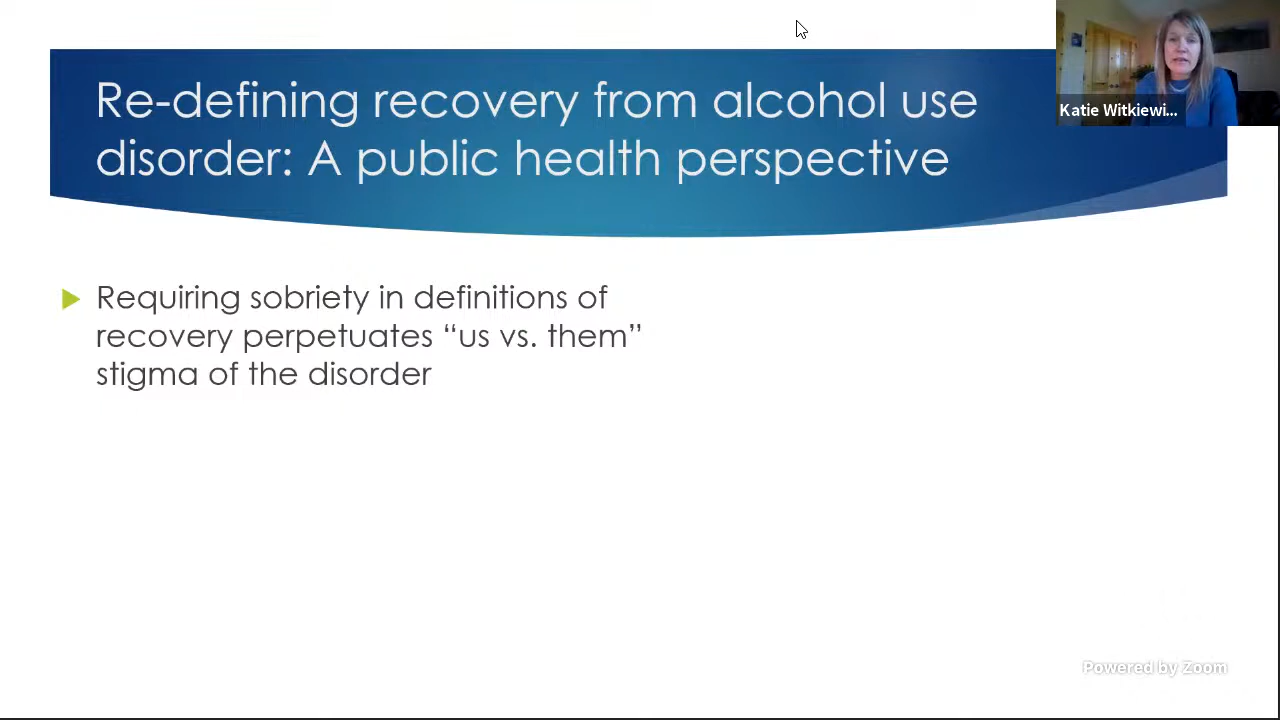 Re-defining recovery from alcohol use
disorder: A public health perspective
Katie Witkiewi...
Requiring sobriety in definitions of
recovery perpetuates “us vs. them”
stigma of the disorder
Powered by Zoom